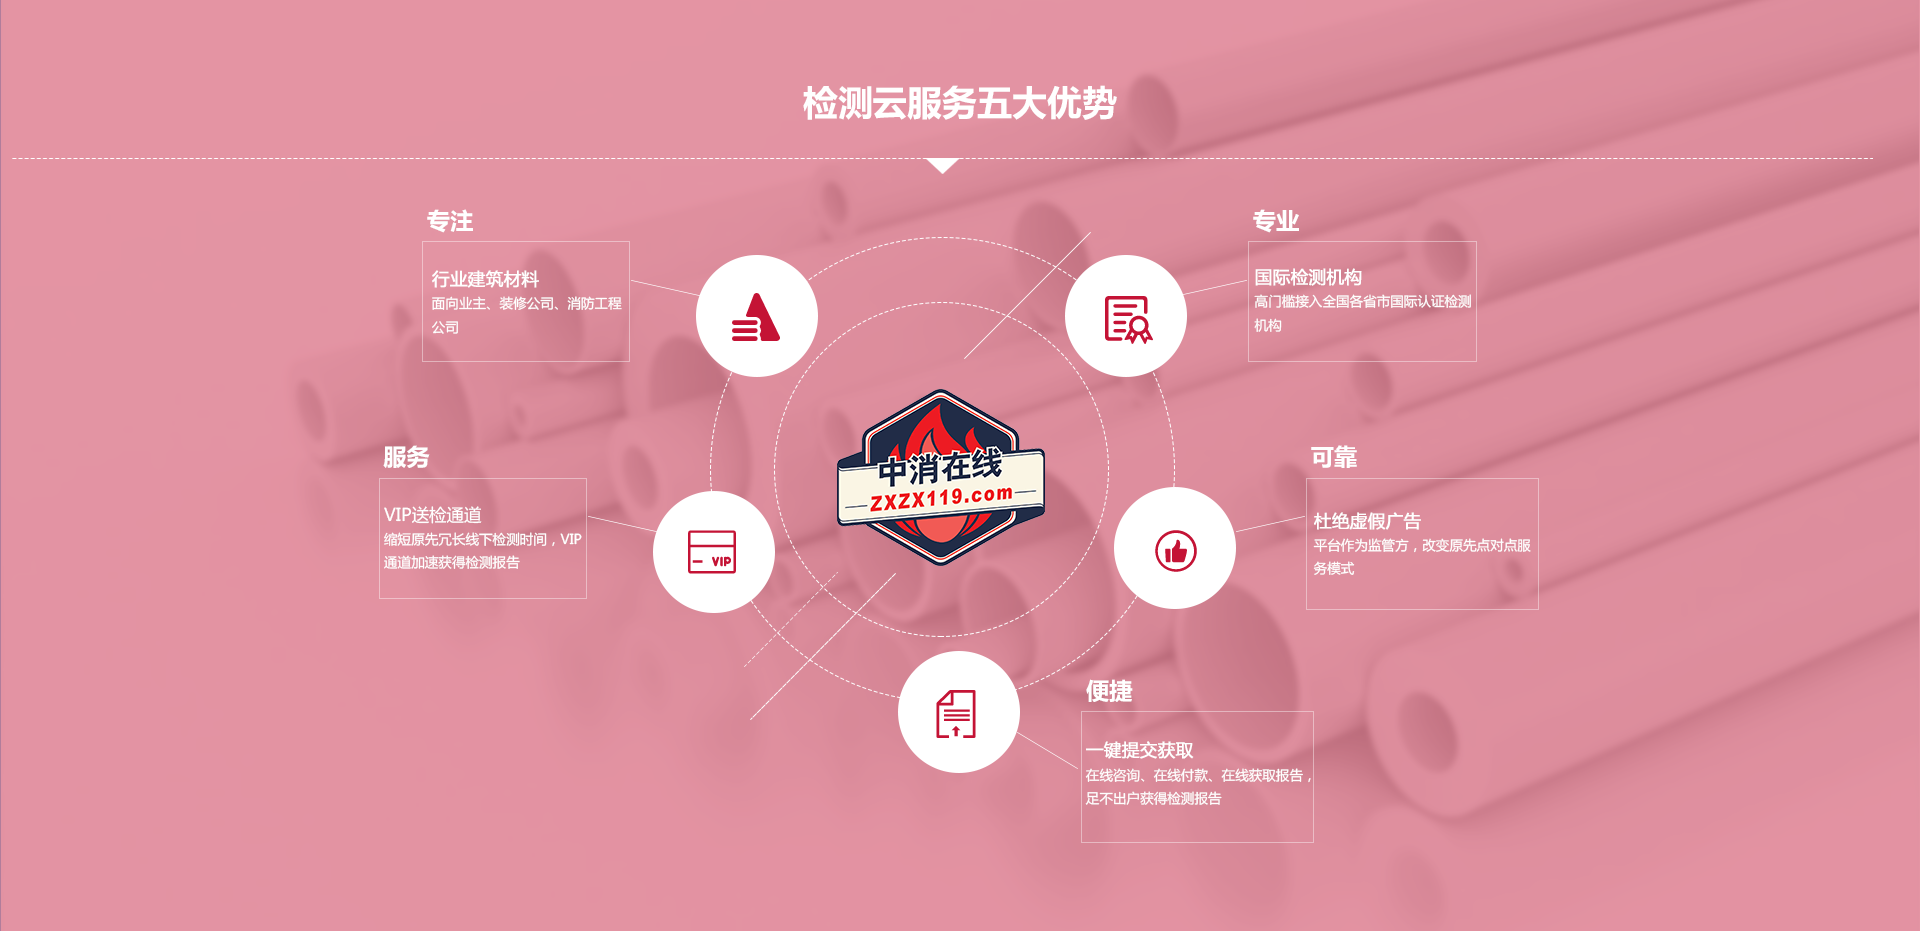 检测云服务五大优势
专注
行业建筑材料
面向业主、装修公司、消防工程
公司
专业
国际检测机构
高门槛接入全国各省市国际认证检测
机构
中消在线
ZXZX119.com
服务
VIP送检通道
缩短原先冗长线下检测时间，VIP
通道加速获得检测报告
VIP
可靠
杜绝虚假广告
平台作为监管方，改变原先点对点服
务模式
便捷
一键提交获取
在线咨询、在线付款、在线获取报告，
足不出户获得检测报告